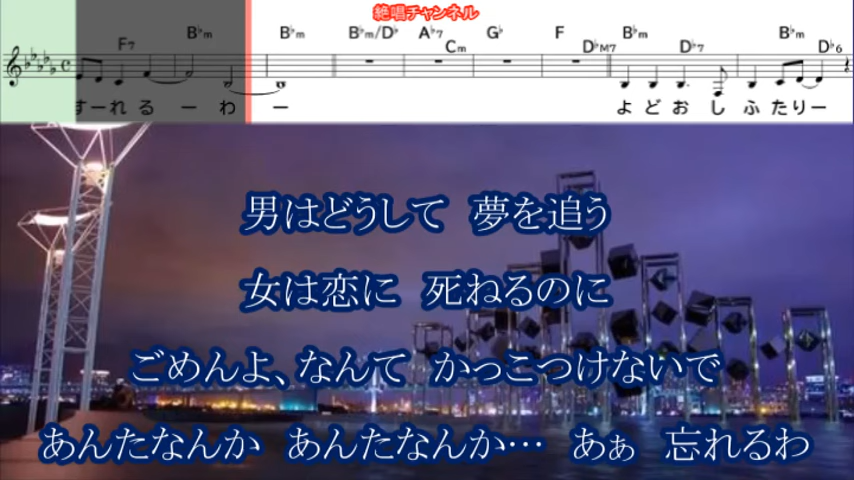 絶唱チャンネル
F7 B♭m B♭m B♭m/D♭ A♭7 Cm G♭ F D♭M7 B♭m D♭7 B♭m D♭6
すーれる ーわ ー よどおしふたりー
男はどうして 夢を追う
女は恋に 死ねるのに
ごめんよ、なんて かっこつけないで
あんたなんか あんたなんか… あぁ 忘れるわ